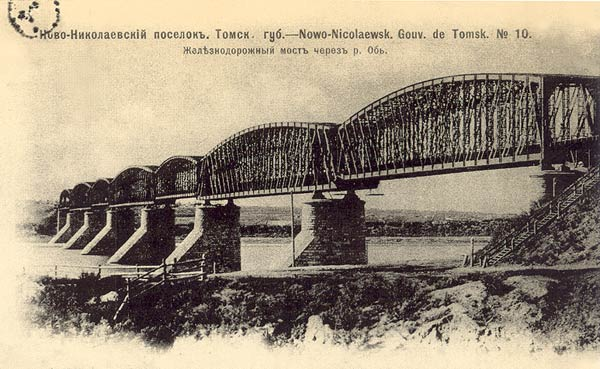 Ново-Николаевскій поселокъ. Томск. губ.—Nowo-Nicolaewsk. Gouv. de Tomsk. № 10.
Желѣзнодорожный мостъ черезъ р. Обь.